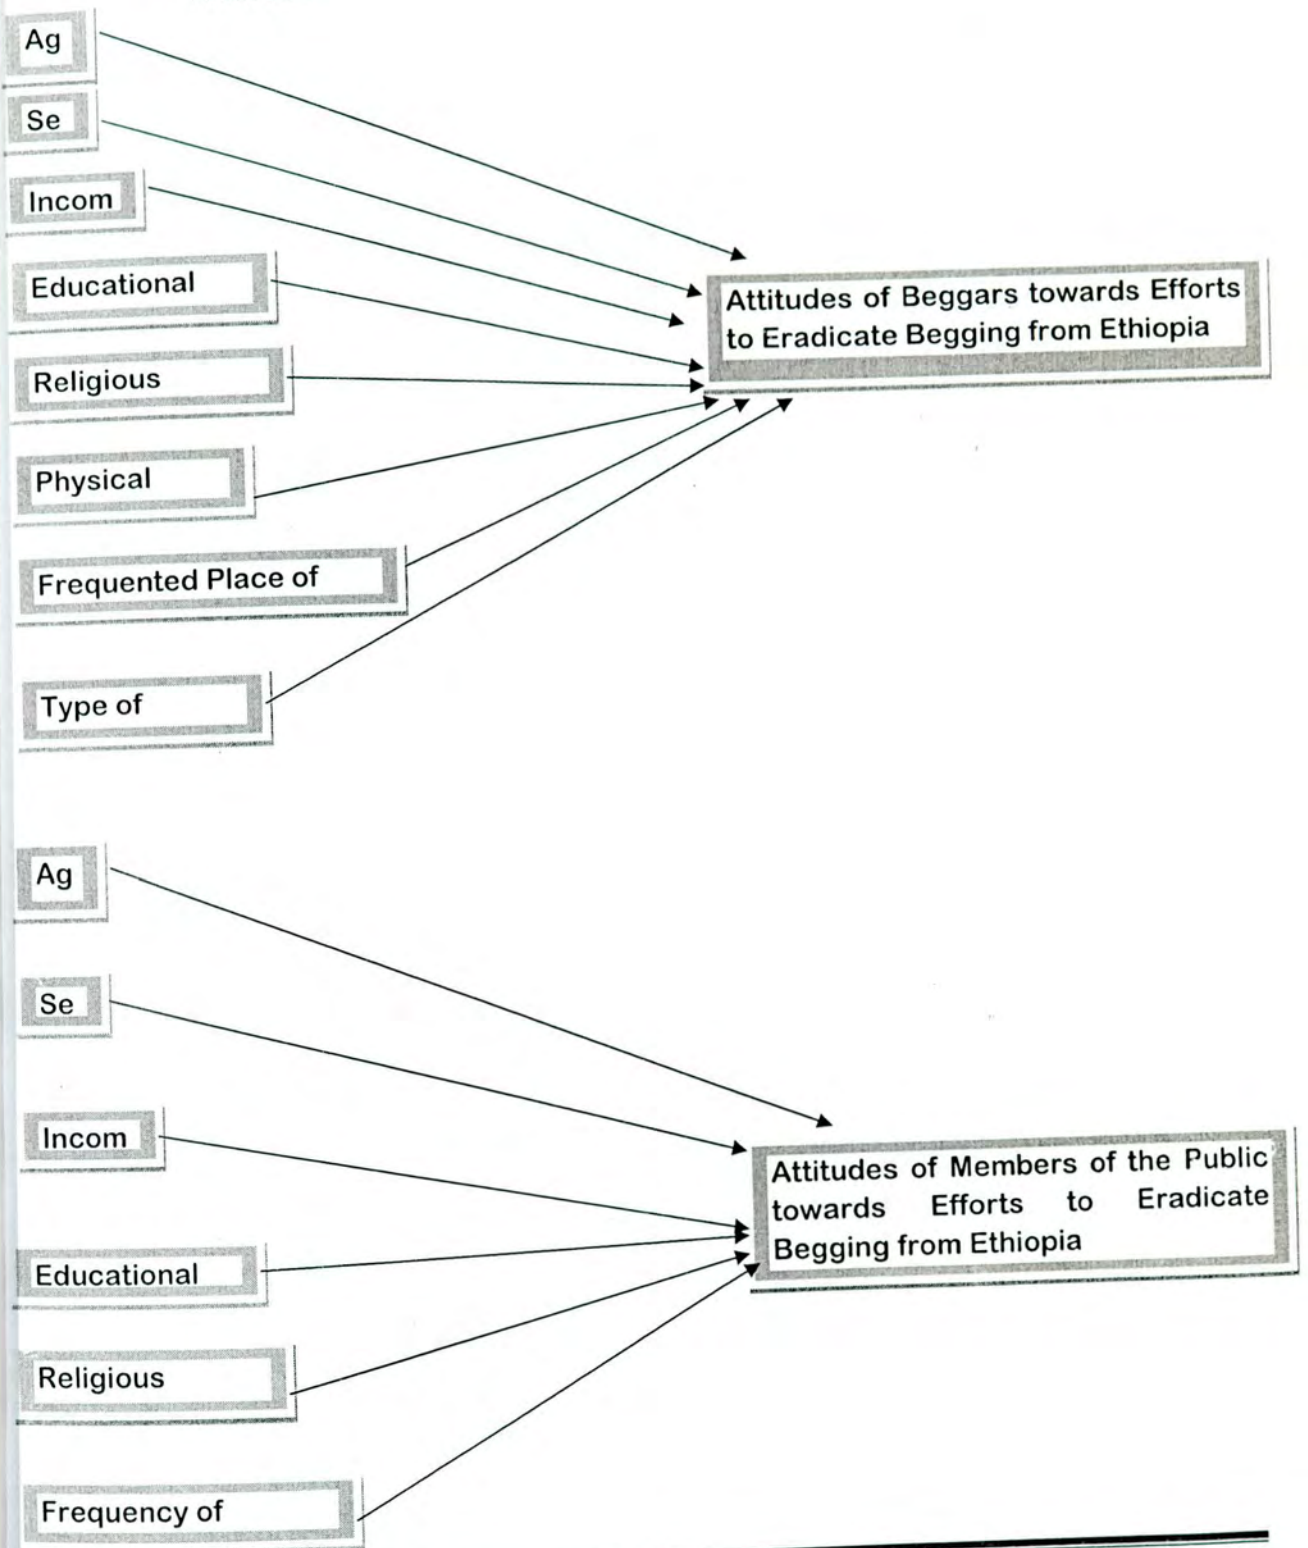 Ag
Se
Incom
Educational
Religious
Physical
Frequented Place of
Type of
Attitudes of Beggars towards Efforts
to Eradicate Begging from Ethiopia
Ag
Se
Incom
Educational
Religious
Frequency of
Attitudes of Members of the Public
towards Efforts to Eradicate
Begging from Ethiopia